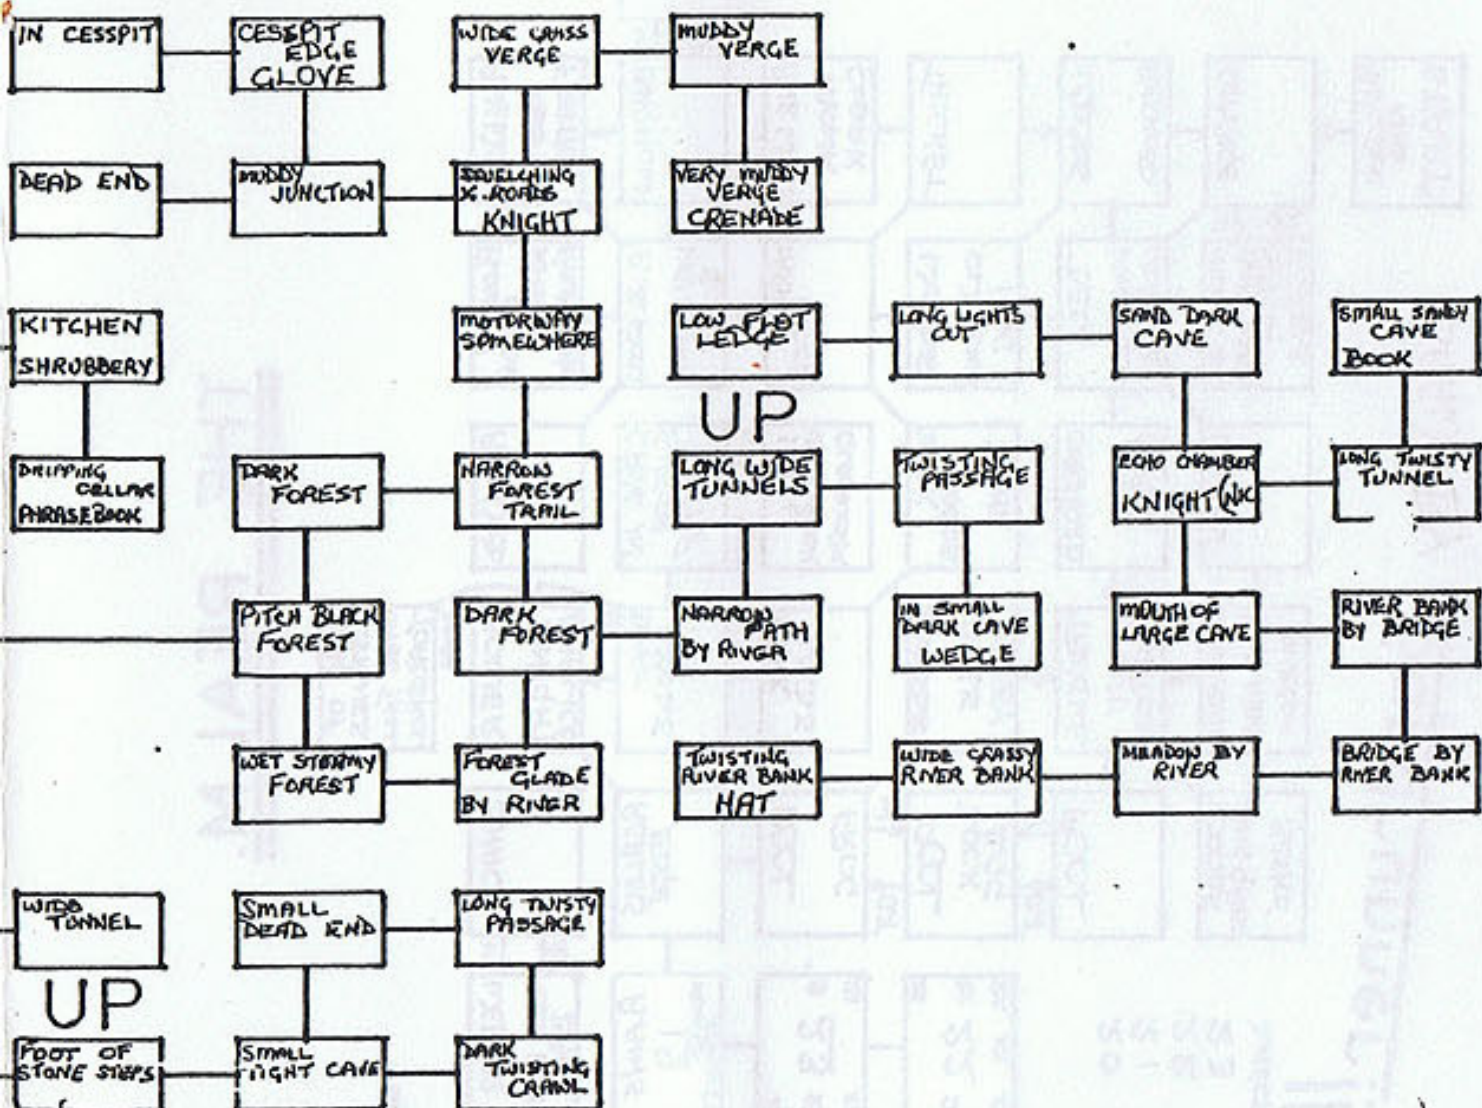 IN CESSPIT
CESSPIT
EDGE
GLOVE
WIDE GRASS
VERGE
MUDDY
VERGE
DEAD END
MUDDY
JUNCTION
SQUELCHING
X.ROADS
KNIGHT
VERY MUDDY
VERGE
GRENADE
KITCHEN
SHRUBBERY
MOTORWAY
SOMEWHERE
LOW FLAT
LEDGE
LONG LIGHTS
OUT
SAND DARK
CAVE
SMALL SANDY
CAVE
BOOK
UP
DRIPPING
CELLAR
PHRASEBOOK
DARK
FOREST
NARROW
FOREST
TRAIL
LONG WIDE
TUNNELS
TWISTING
PASSAGE
ECHO CHAMBER
KNIGHT
LONG TWISTY
TUNNEL
PITCH BLACK
FOREST
DARK
FOREST
NARROW
PATH
BY RIVER
IN SMALL
DARK CAVE
WEDGE
MOUTH OF
LARGE CAVE
RIVER BANK
BY BRIDGE
WET STORMY
FOREST
FOREST
GLADE
BY RIVER
TWISTING
RIVER BANK
HAT
WIDE GRASSY
RIVER BANK
MEADOW BY
RIVER
BRIDGE BY
RIVER BANK
WIDE
TUNNEL
SMALL
DEAD END
LONG TWISTY
PASSAGE
UP
FOOT OF
STONE STEPS
SMALL
CAVE
DARK
TWISTING
CRAWL